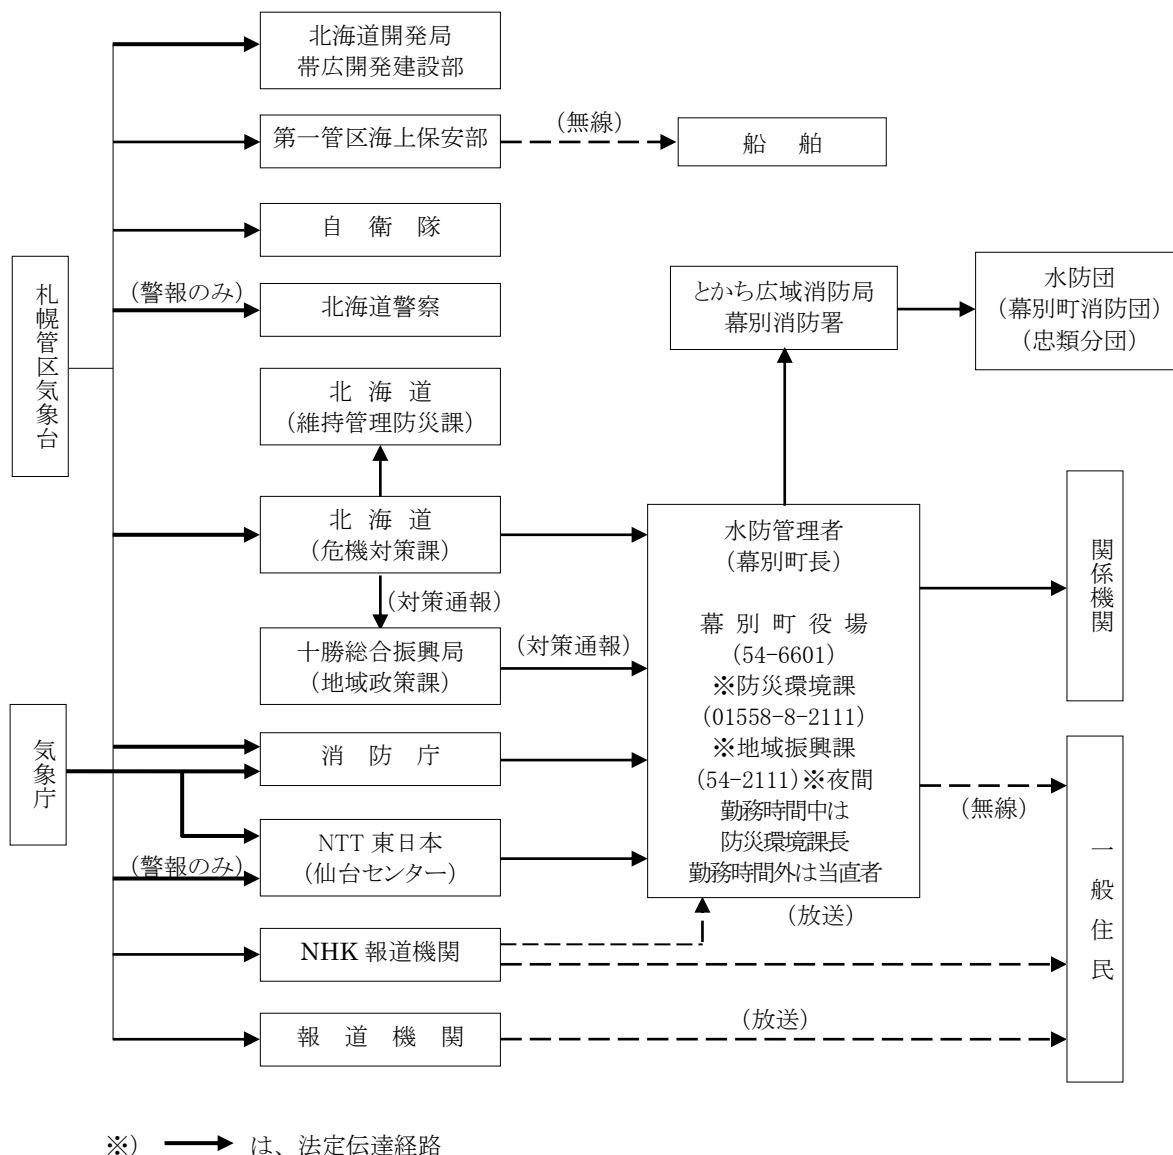 北海道開発局
帯広開発建設部
第一管区海上保安部
(無線)
船 舶
自 衛 隊
札幌管区気象台
(警報のみ)
北海道警察
とかち広域消防局
幕別消防署
水防団
(幕別町消防団)
(忠類分団)
北 海 道
(維持管理防災課)
北 海 道
(危機対策課)
(対策通報)
十勝総合振興局
(地域政策課)
(対策通報)
水防管理者
(幕別町長)
幕 別 町 役 場
(54-6601)
※防災環境課
(01558-8-2111)
※地域振興課
(54-2111)※夜間
勤務時間中は
防災環境課長
勤務時間外は当直者
関係機関
気象庁
消 防 庁
(警報のみ)
NTT 東日本
(仙台センター)
(無線)
一般住民
(放送)
NHK 報道機関
報 道 機 関
(放送)
※) は、法定伝達経路